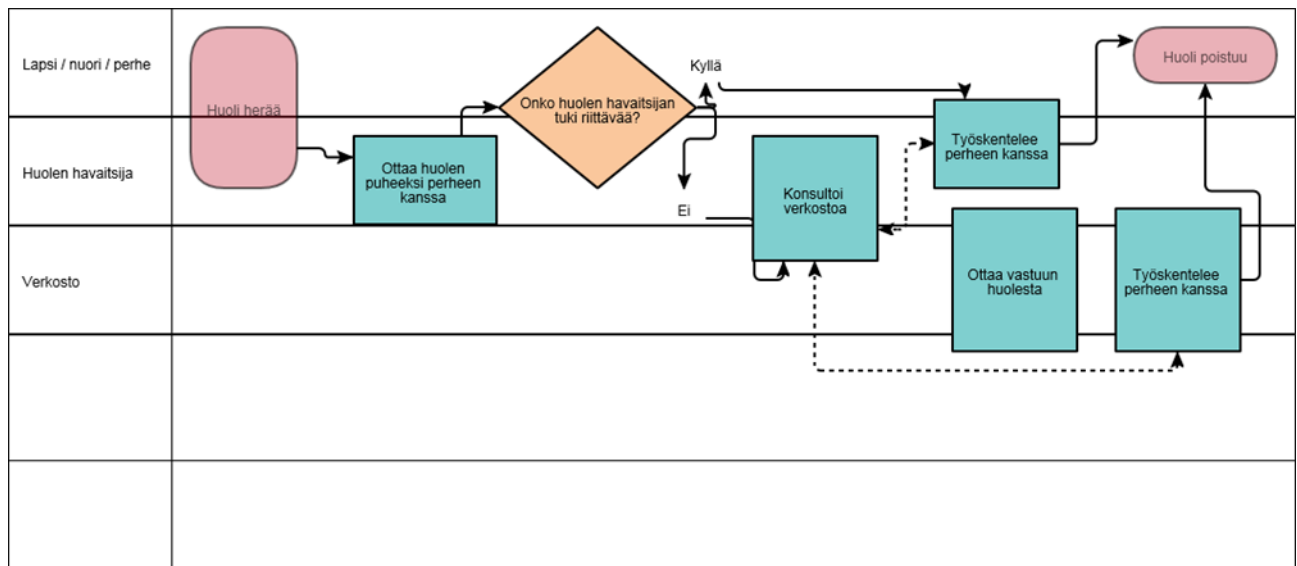 Lapsi / nuori / perhe
Huoli herää
Onko huolen havaitsijan
tuki riittävää?
Kyllä
Huoli poistuu
Huolen havaitsija
Ottaa huolen
puheeksi perheen
kanssa
Ei
Konsultoi
verkostoa
Työskentelee
perheen kanssa
Verkosto
Ottaa vastuun
huolesta
Työskentelee
perheen kanssa